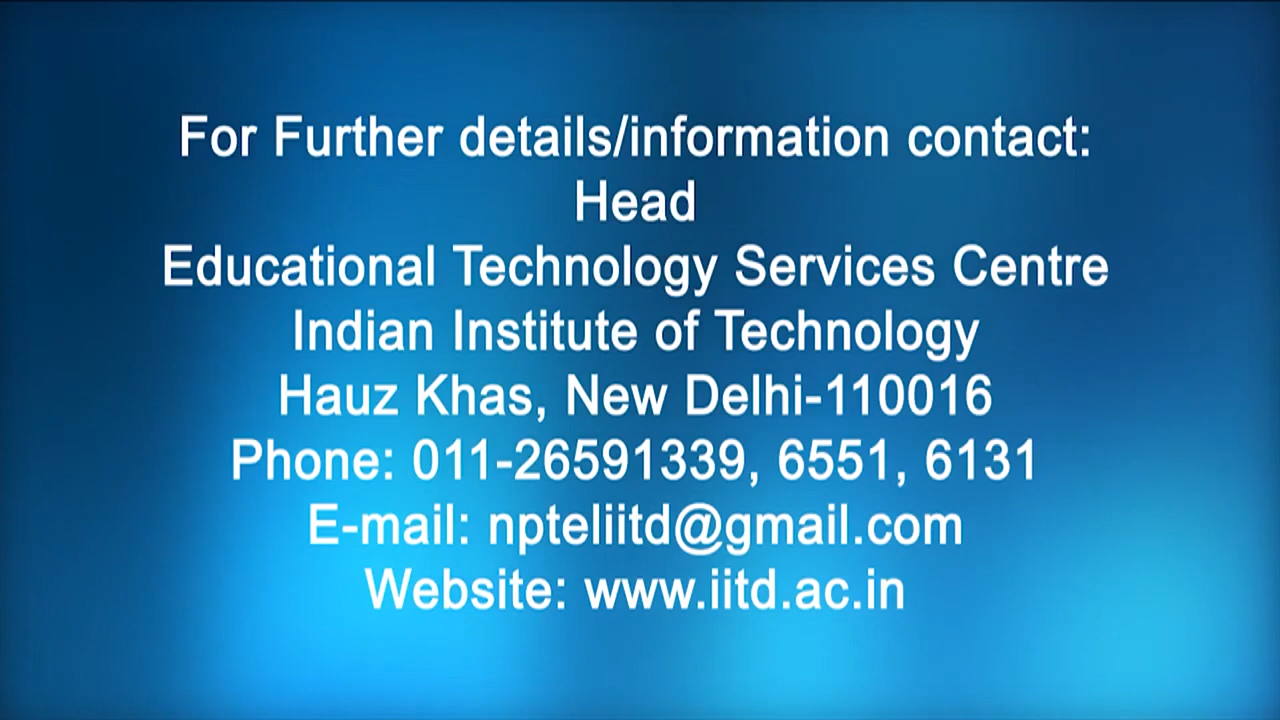 For Further details/information contact:
Head
Educational Technology Services Centre
Indian Institute of Technology
Hauz Khas, New Delhi-110016
Phone: 011-26591339, 6551, 6131
E-mail: npteliitd@gmail.com
Website: www.iitd.ac.in